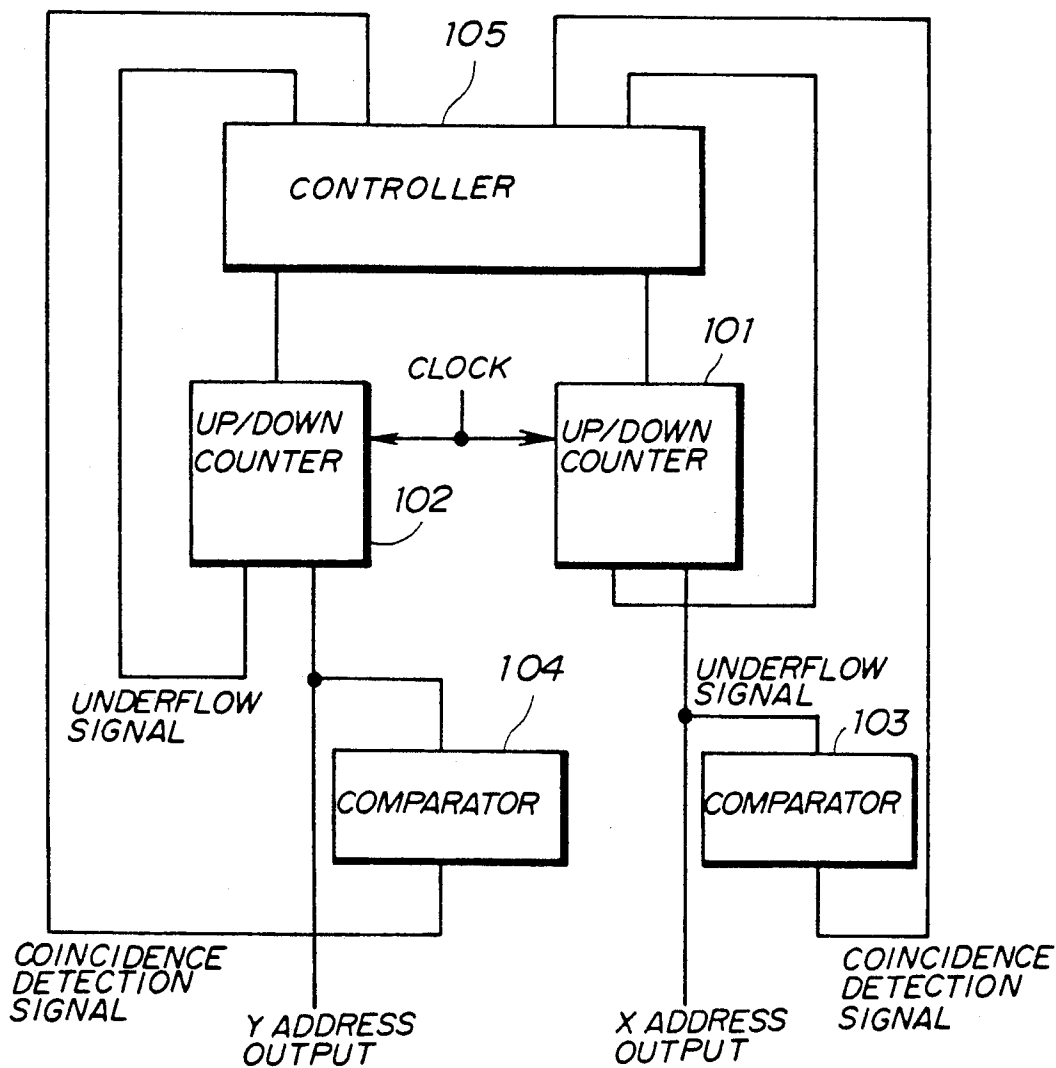 105
CONTROLLER
101
CLOCK
UP/DOWN
COUNTER
UP/DOWN
COUNTER
102
104
UNDERFLOW
SIGNAL
UNDERFLOW
SIGNAL
103
COMPARATOR
COMPARATOR
COINCIDENCE
DETECTION
SIGNAL
COINCIDENCE
DETECTION
SIGNAL
Y ADDRESS
OUTPUT
X ADDRESS
OUTPUT